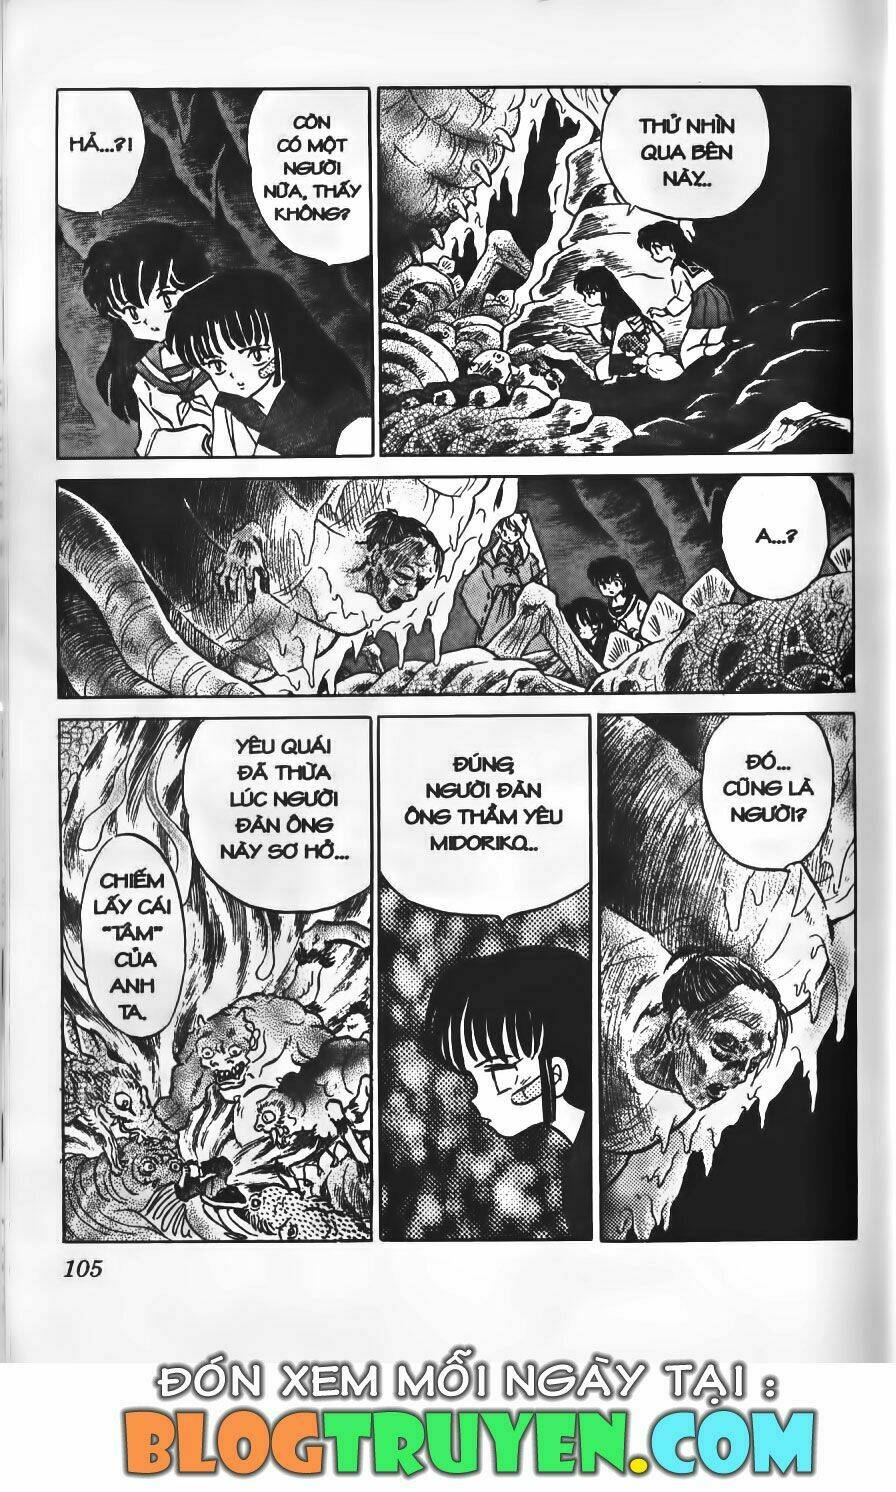 THỬ NHÌN
QUA BÊN
NÀY...
CÒN
CÓ MỘT
NGƯỜI
NỮA, THẤY
KHÔNG?
HẢ...?!
A...?
ĐÓ...
CŨNG LÀ
NGƯỜI?
ĐÚNG,
NGƯỜI ĐÀN
ÔNG THẦM YÊU
MIDORIKO...
YÊU QUÁI
ĐÃ THỪA
LÚC NGƯỜI
ĐÀN ÔNG
NÀY SƠ HỞ...
CHIẾM
LẤY CÁI
"TÂM"
CỦA
ANH
TA.
105
ĐÓN XEM MỖI NGÀY TẠI :
BLOGTRUYEN.COM